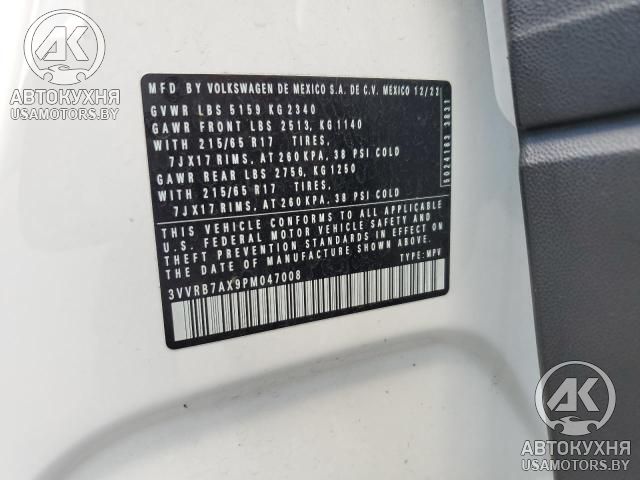 AK
АВТОКУХНЯ
USAMOTORS.BY
MFD BY VOLKSWAGEN DE MEXICO S.A. DE C.V. MEXICO 12/22
GVWR LBS 5159 KG 2340
GAWR FRONT LBS 2513, KG 1140
WITH 215/65 R17 TIRES,
7JX17 RIMS, AT 260 KPA, 38 PSI COLD
GAWR REAR LBS 2756, KG 1250
WITH 215/65 R17 TIRES,
7JX17 RIMS, AT 260 KPA, 38 PSI COLD
THIS VEHICLE CONFORMS TO ALL APPLICABLE
U.S. FEDERAL MOTOR VEHICLE SAFETY AND
THEFT PREVENTION STANDARDS IN EFFECT ON
THE DATE OF MANUFACTURE SHOWN ABOVE.
3VVRB7AX9PM047008 TYPE: MPV
5024183 3831
AK
АВТОКУХНЯ
USAMOTORS.BY